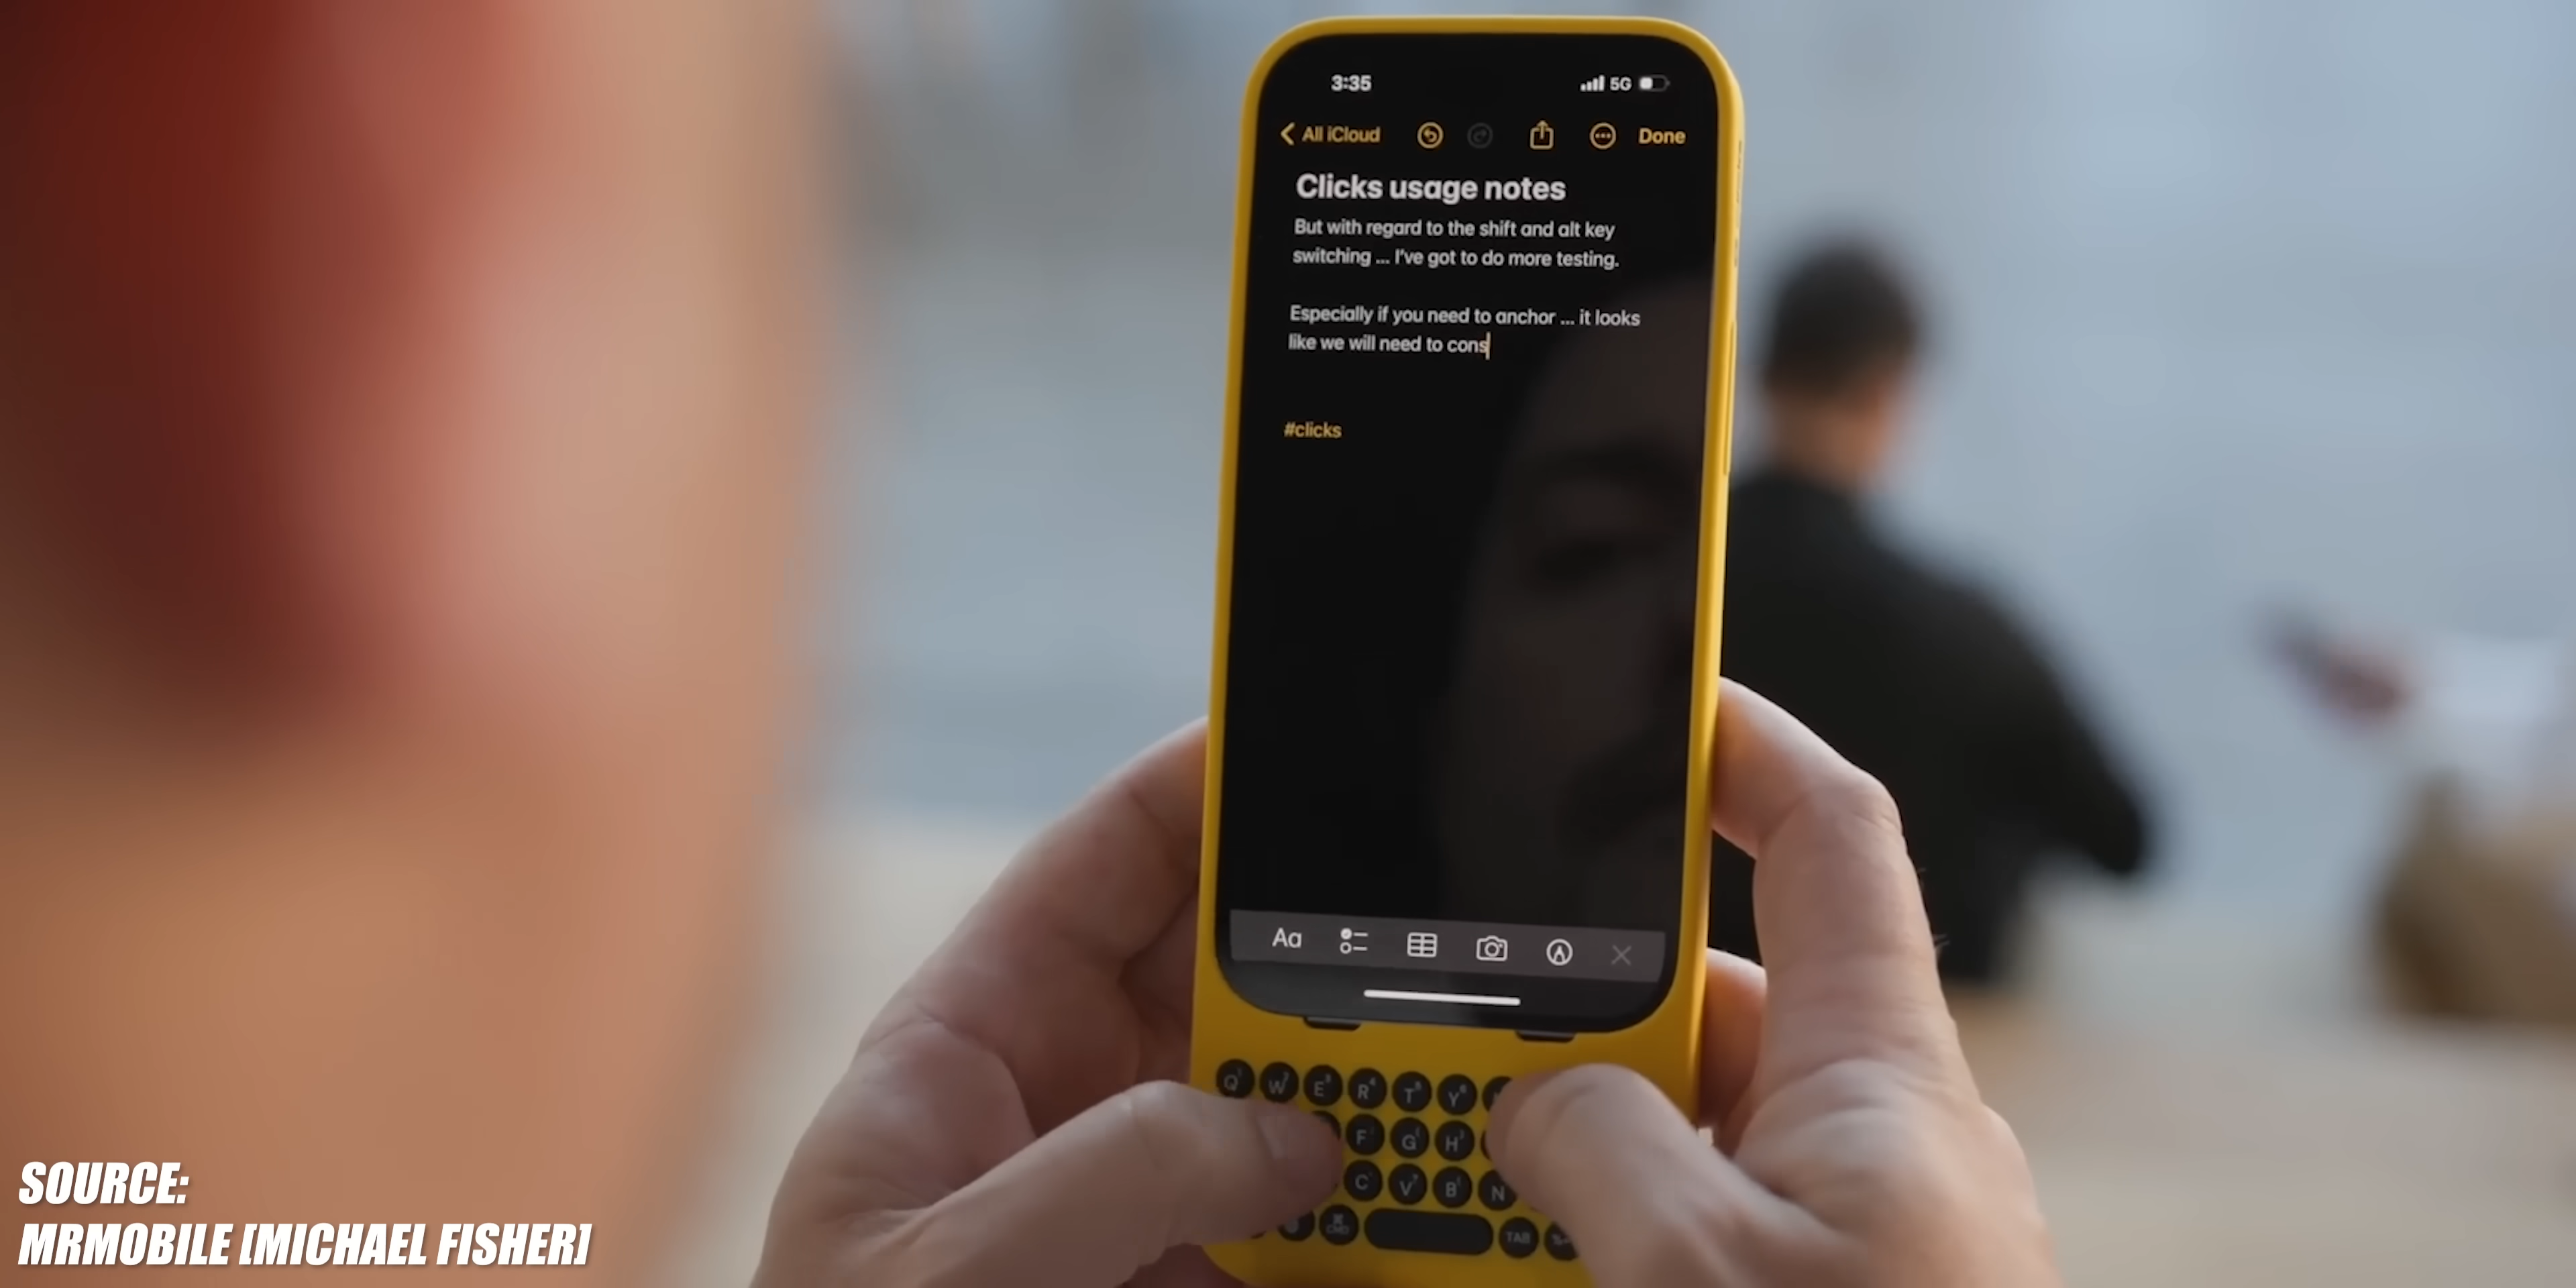 3:35
5G
All iCloud
Done
Clicks usage notes
But with regard to the shift and alt key
switching ... I've got to do more testing.
Especially if you need to anchor ... it looks
like we will need to cons
#clicks
Aa
Q W E R T Y
F G H
C V B N
CMD TAB
SOURCE:
MRMOBILE [MICHAEL FISHER]